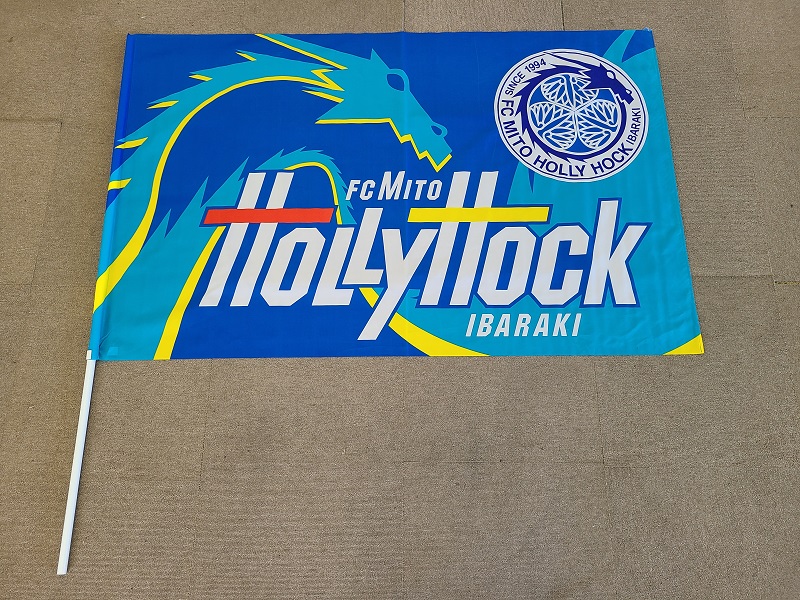 SINCE 1994
FC MITO HOLLY HOCK IBARAKI
FC MITO
HOLLYHOCK
IBARAKI